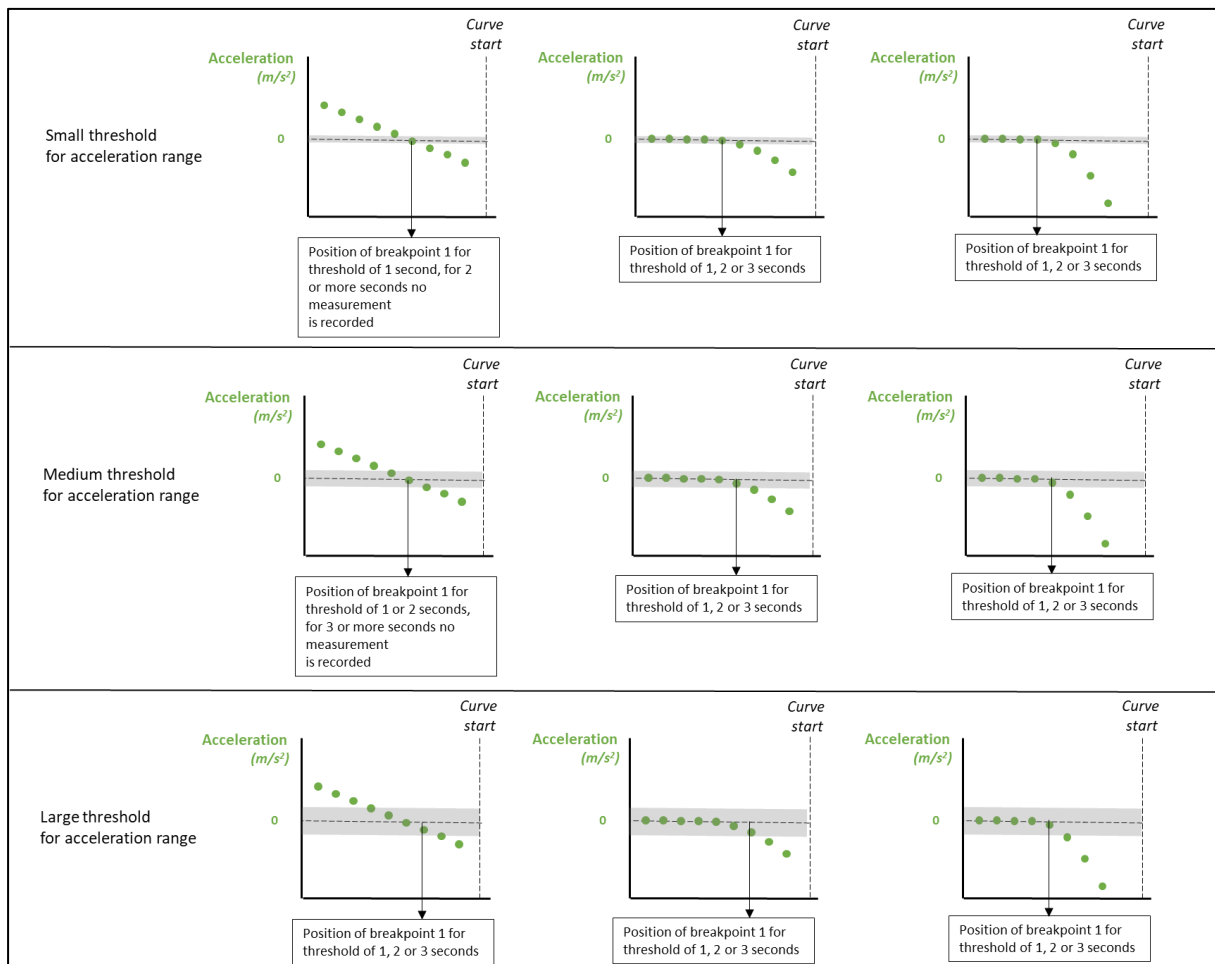 Curve
start
Acceleration
(m/s²)
0
Curve
start
Acceleration
(m/s²)
0
Curve
start
Acceleration
(m/s²)
0
Small threshold
for acceleration range
Position of breakpoint 1 for
threshold of 1 second, for 2
or more seconds no
measurement
is recorded
Position of breakpoint 1 for
threshold of 1, 2 or 3 seconds
Position of breakpoint 1 for
threshold of 1, 2 or 3 seconds
Curve
start
Acceleration
(m/s²)
0
Curve
start
Acceleration
(m/s²)
0
Curve
start
Acceleration
(m/s²)
0
Medium threshold
for acceleration range
Position of breakpoint 1 for
threshold of 1 or 2 seconds,
for 3 or more seconds no
measurement
is recorded
Position of breakpoint 1 for
threshold of 1, 2 or 3 seconds
Position of breakpoint 1 for
threshold of 1, 2 or 3 seconds
Curve
start
Acceleration
(m/s²)
0
Curve
start
Acceleration
(m/s²)
0
Curve
start
Acceleration
(m/s²)
0
Large threshold
for acceleration range
Position of breakpoint 1 for
threshold of 1, 2 or 3 seconds
Position of breakpoint 1 for
threshold of 1, 2 or 3 seconds
Position of breakpoint 1 for
threshold of 1, 2 or 3 seconds